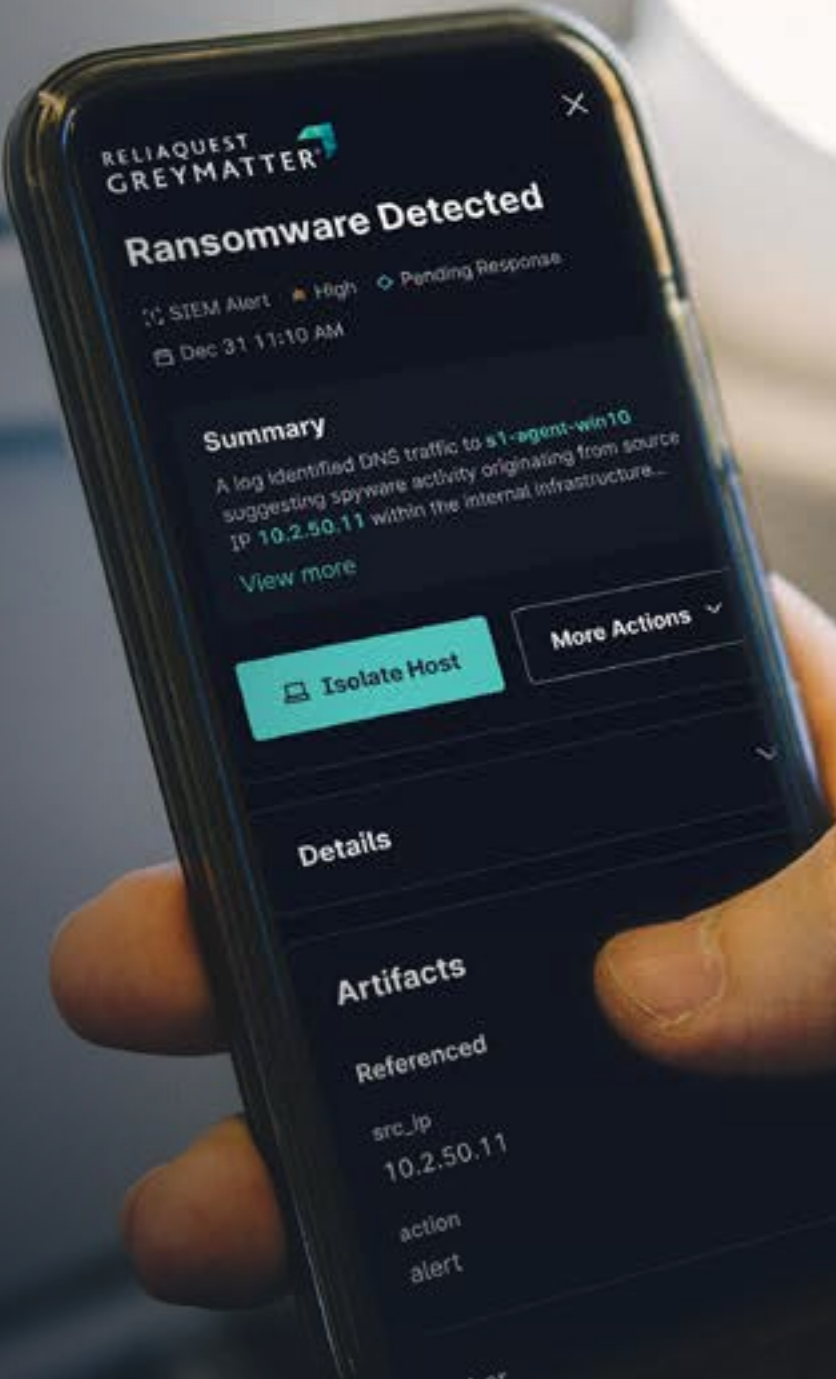 RELIAQUEST
GREYMATTER
Ransomware Detected
SIEM Alert High Pending Response
Dec 31 11:10 AM
Summary
A log identified DNS traffic to s1-agent-win10
suggesting spyware activity originating from source
IP 10.2.50.11 within the internal infrastructure...
View more
Isolate Host
More Actions
Details
Artifacts
Referenced
src_ip
10.2.50.11
action
alert